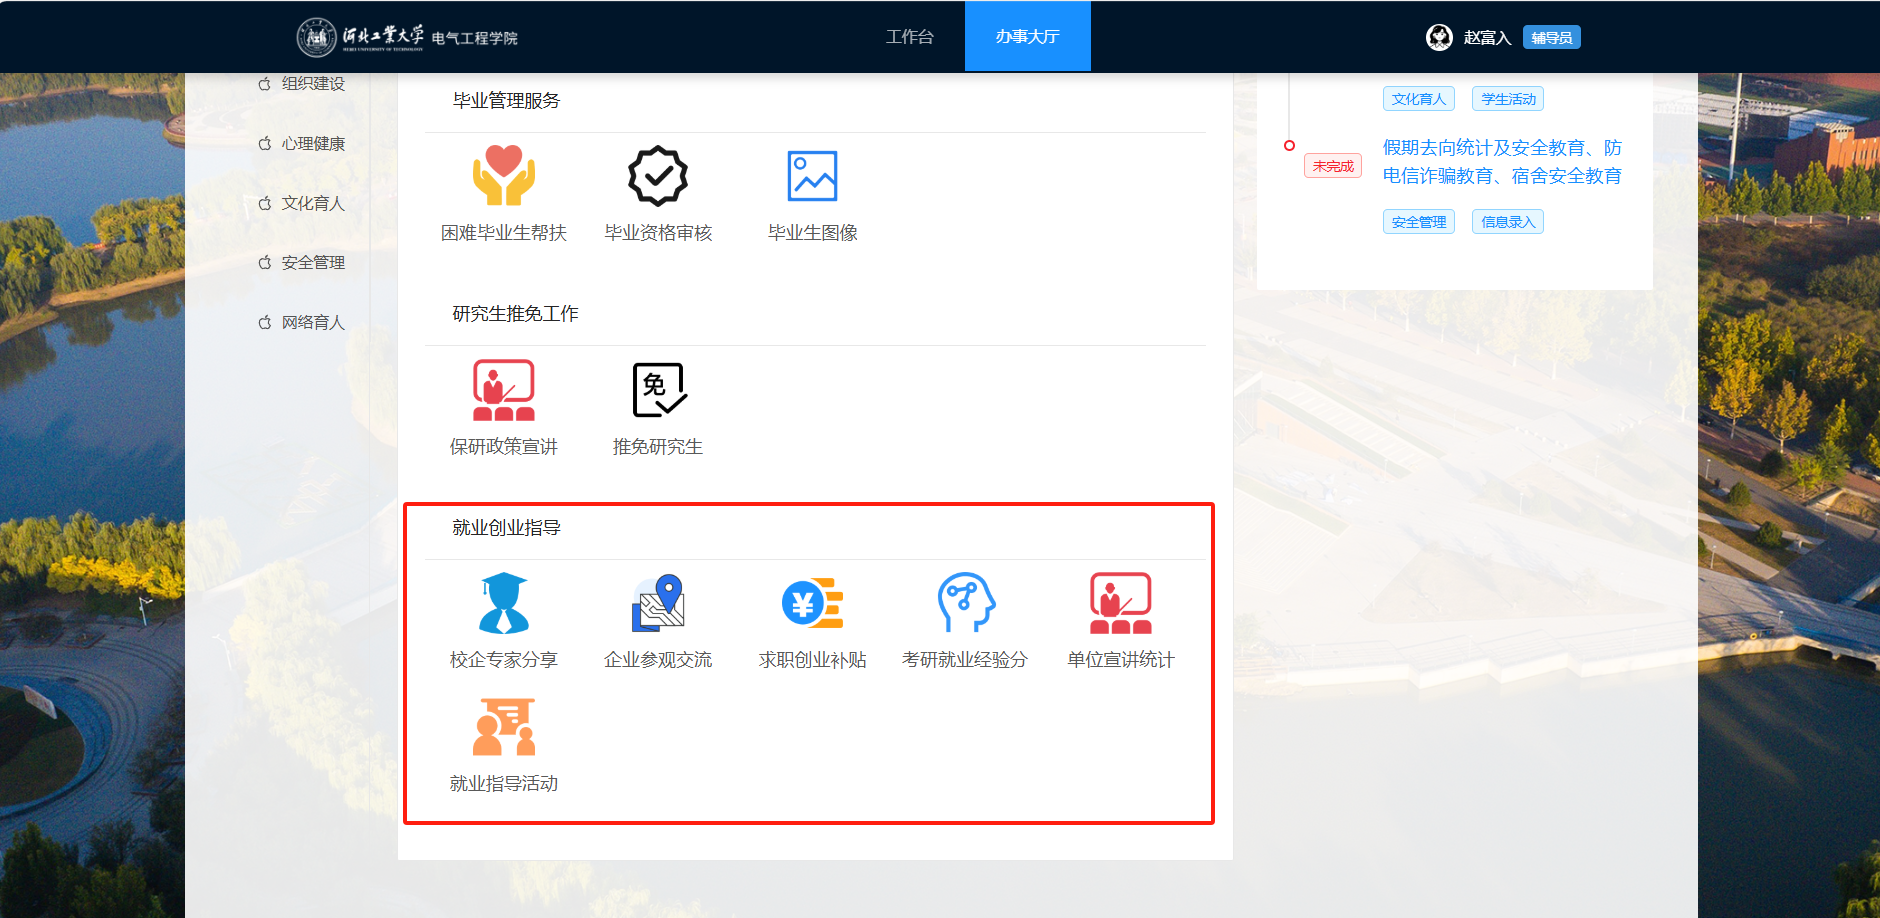 河北工业大学 电气工程学院
HEBEI UNIVERSITY OF TECHNOLOGY
工作台
办事大厅
赵富入
辅导员
组织建设
心理健康
文化育人
安全管理
网络育人
毕业管理服务
困难毕业生帮扶
毕业资格审核
毕业生图像
研究生推免工作
免
保研政策宣讲
推免研究生
就业创业指导
¥
校企专家分享
企业参观交流
求职创业补贴
考研就业经验分
单位宣讲统计
就业指导活动
文化育人
学生活动
未完成
假期去向统计及安全教育、防
电信诈骗教育、宿舍安全教育
安全管理
信息录入